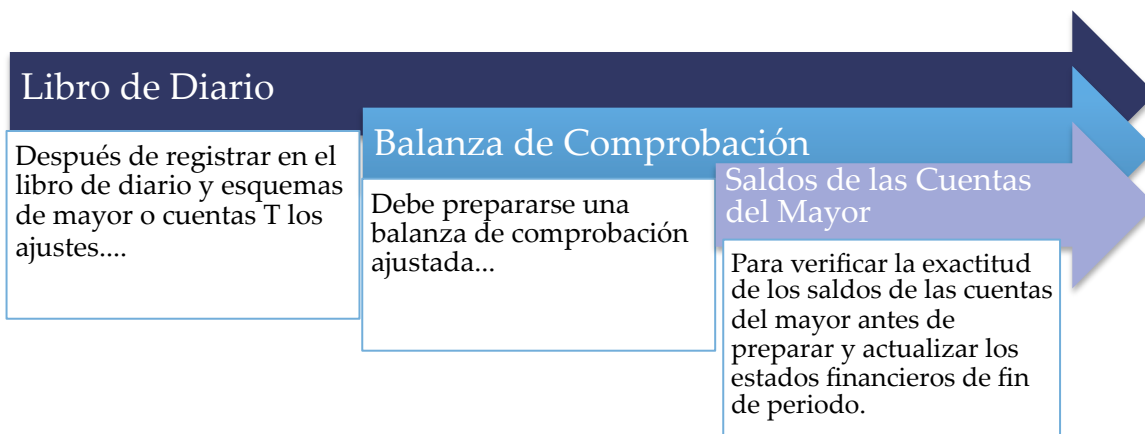 Libro de Diario
Después de registrar en el
libro de diario y esquemas
de mayor o cuentas T los
ajustes....
Balanza de Comprobación
Debe prepararse una
balanza de comprobación
ajustada...
Saldos de las Cuentas
del Mayor
Para verificar la exactitud
de los saldos de las cuentas
del mayor antes de
preparar y actualizar los
estados financieros de fin
de periodo.